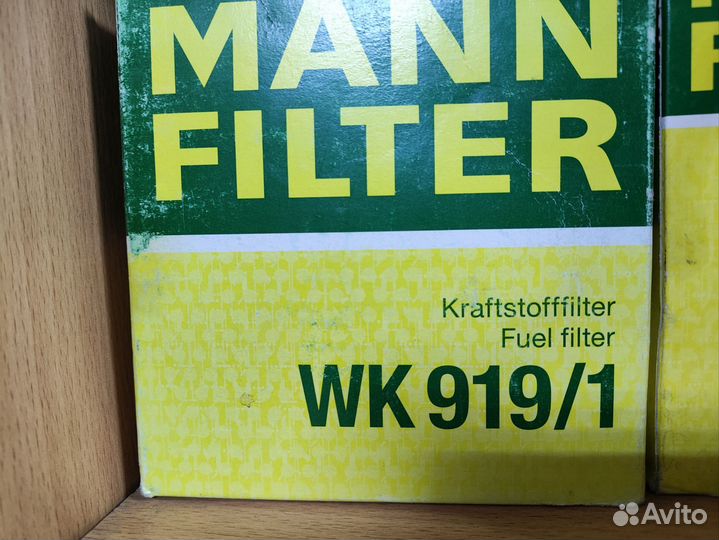 MANN
FILTER
Kraftstofffilter
Fuel filter
WK 919/1
Avito